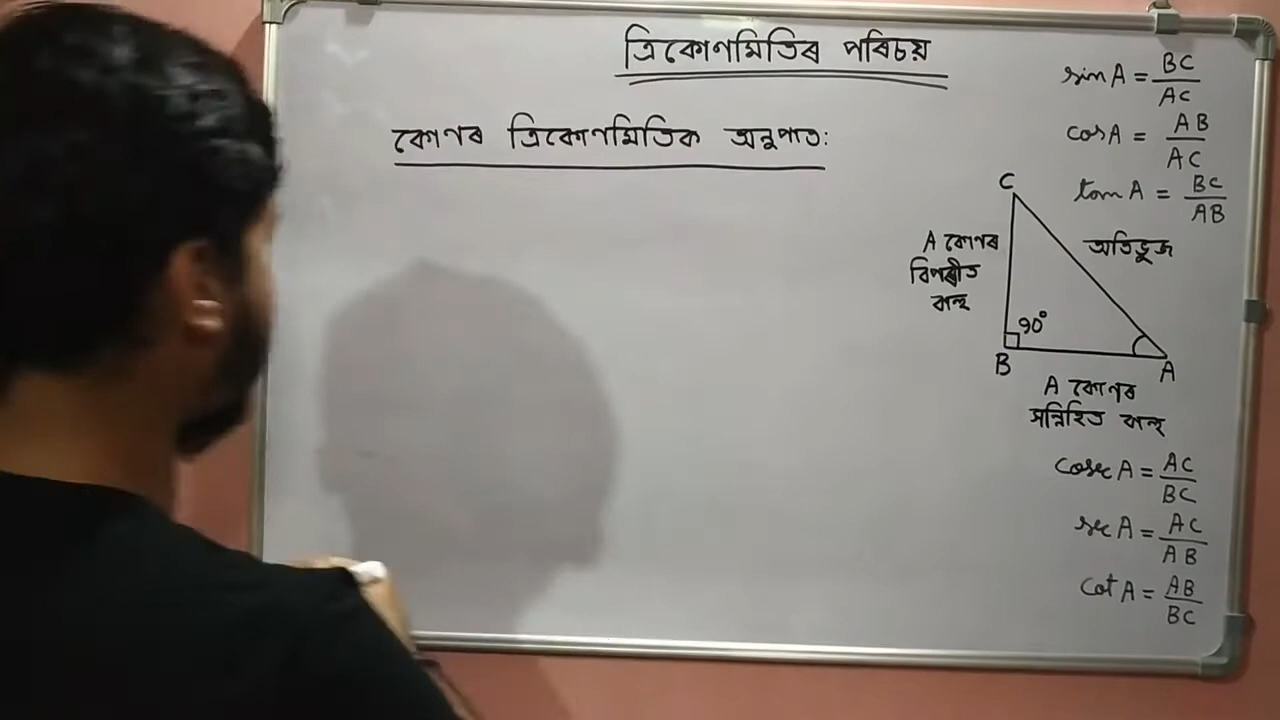 ত্ৰিকোণমিতিৰ পৰিচয়
কোণৰ ত্ৰিকোণমিতিক অনুপাত:
sin A = BC/AC
cos A = AB/AC
tan A = BC/AB
C
A কোণৰ
বিপৰীত
বাহু
অতিভুজ
90°
B
A
A কোণৰ
সন্নিহিত বাহু
cosec A = AC/BC
sec A = AC/AB
cot A = AB/BC